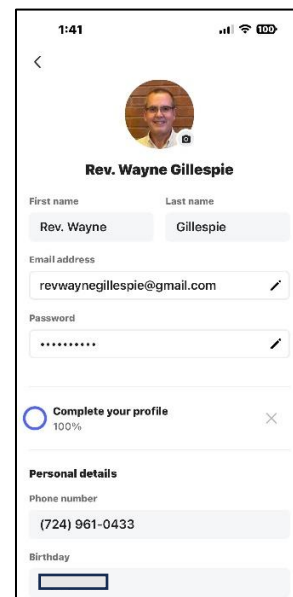 1:41
100
Rev. Wayne Gillespie
First name Last name
Rev. Wayne Gillespie
Email address
revwaynegillespie@gmail.com
Password
••••••••••
Complete your profile
100%
Personal details
Phone number
(724) 961-0433
Birthday